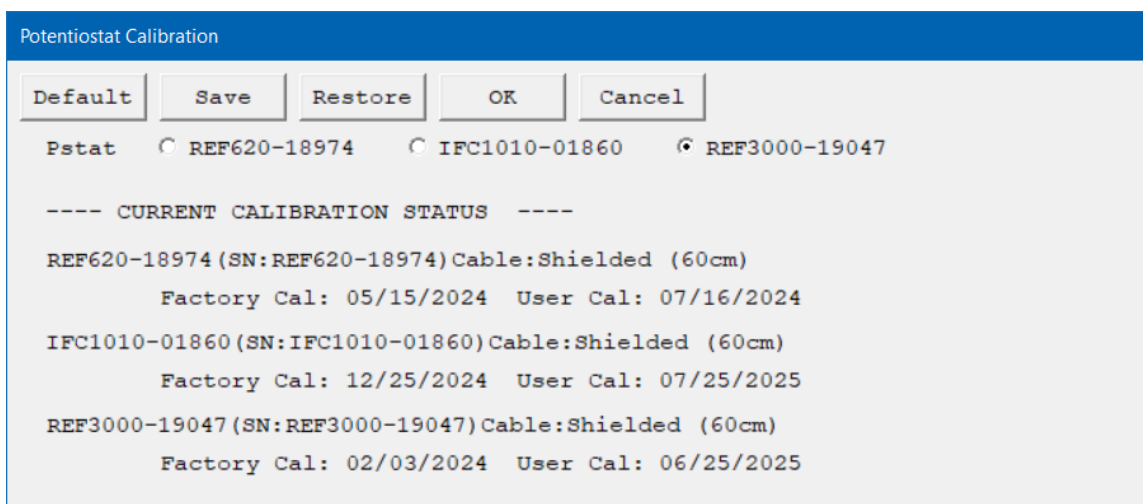 Potentiostat Calibration
Default Save Restore OK Cancel
Pstat REF620-18974 IFC1010-01860 REF3000-19047
---- CURRENT CALIBRATION STATUS ----
REF620-18974(SN:REF620-18974)Cable:Shielded (60cm)
Factory Cal: 05/15/2024 User Cal: 07/16/2024
IFC1010-01860(SN:IFC1010-01860)Cable:Shielded (60cm)
Factory Cal: 12/25/2024 User Cal: 07/25/2025
REF3000-19047(SN:REF3000-19047)Cable:Shielded (60cm)
Factory Cal: 02/03/2024 User Cal: 06/25/2025